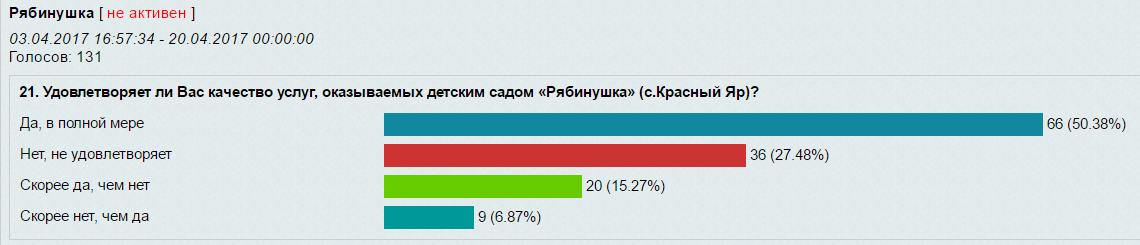 Рябинушка [ не активен ]
03.04.2017 16:57:34 - 20.04.2017 00:00:00
Голосов: 131
21. Удовлетворяет ли Вас качество услуг, оказываемых детским садом «Рябинушка» (с.Красный Яр)?
Да, в полной мере 66 (50.38%)
Нет, не удовлетворяет 36 (27.48%)
Скорее да, чем нет 20 (15.27%)
Скорее нет, чем да 9 (6.87%)